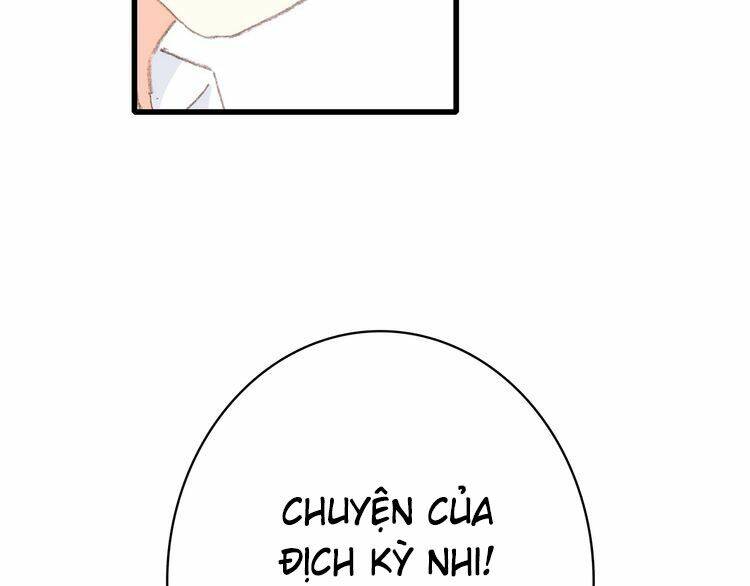 CHUYỆN CỦA
ĐỊCH KỲ NHI!